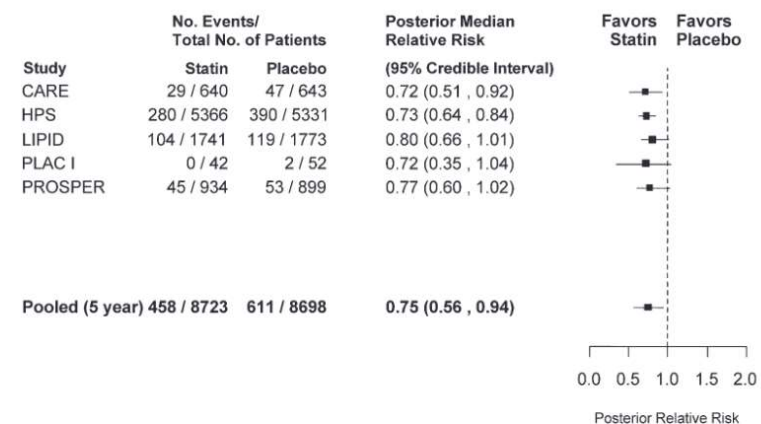 No. Events/ Posterior Median Favors Favors
Total No. of Patients Relative Risk Statin Placebo
Study Statin Placebo (95% Credible Interval)
CARE 29 / 640 47 / 643 0.72 (0.51 , 0.92)
HPS 280 / 5366 390 / 5331 0.73 (0.64 , 0.84)
LIPID 104 / 1741 119 / 1773 0.80 (0.66 , 1.01)
PLAC I 0 / 42 2 / 52 0.72 (0.35 , 1.04)
PROSPER 45 / 934 53 / 899 0.77 (0.60 , 1.02)
Pooled (5 year) 458 / 8723 611 / 8698 0.75 (0.56 , 0.94)
0.0 0.5 1.0 1.5 2.0
Posterior Relative Risk